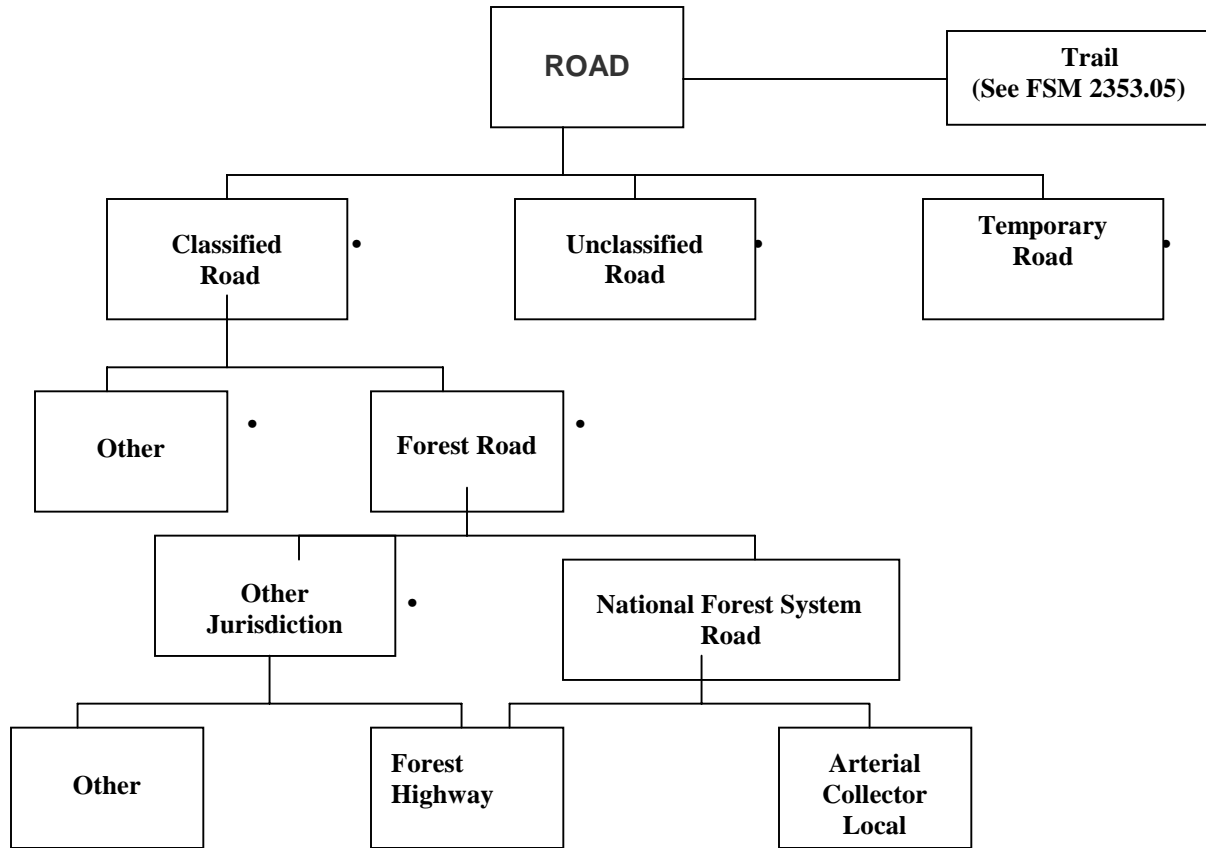 ROAD
Trail
(See FSM 2353.05)
Classified
Road
•
Unclassified
Road
•
Temporary
Road
•
Other
•
Forest Road
•
Other
Jurisdiction
•
National Forest System
Road
Other
Forest
Highway
Arterial
Collector
Local